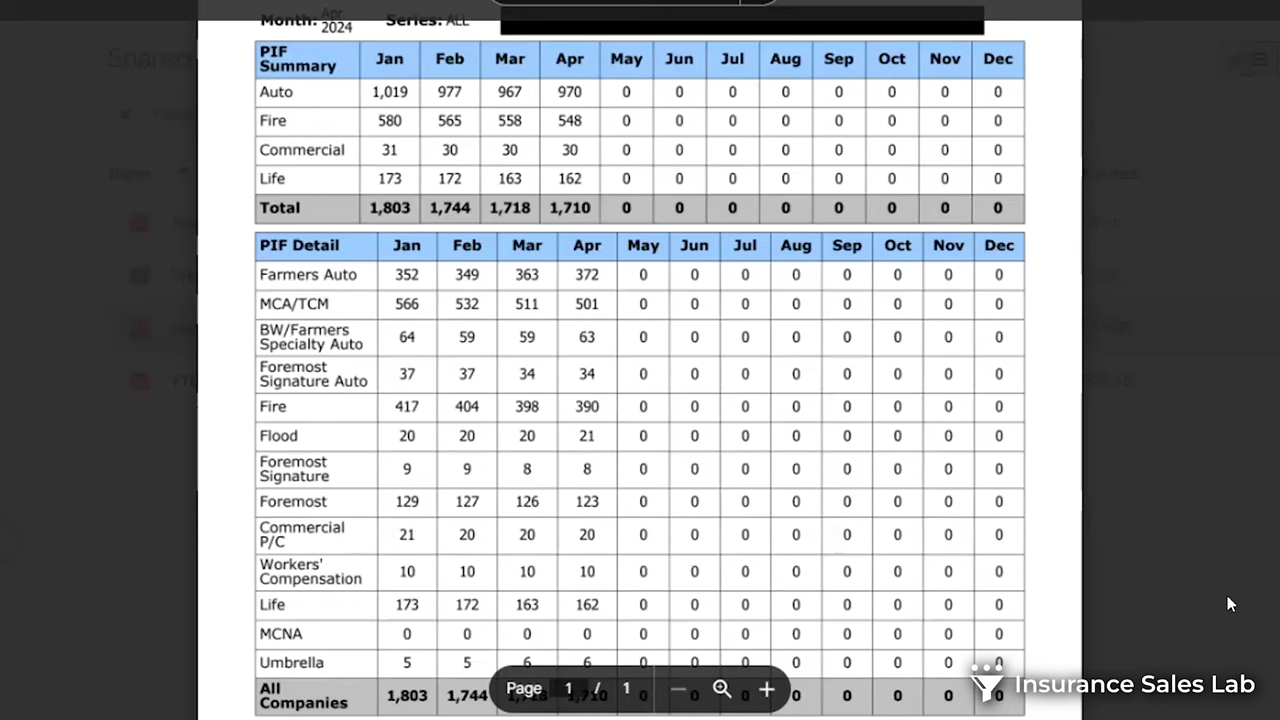 Month: Apr 2024 Series: ALL
PIF Summary Jan Feb Mar Apr May Jun Jul Aug Sep Oct Nov Dec
Auto 1,019 977 967 970 0 0 0 0 0 0 0 0
Fire 580 565 558 548 0 0 0 0 0 0 0 0
Commercial 31 30 30 30 0 0 0 0 0 0 0 0
Life 173 172 163 162 0 0 0 0 0 0 0 0
Total 1,803 1,744 1,718 1,710 0 0 0 0 0 0 0 0
PIF Detail Jan Feb Mar Apr May Jun Jul Aug Sep Oct Nov Dec
Farmers Auto 352 349 363 372 0 0 0 0 0 0 0 0
MCA/TCM 566 532 511 501 0 0 0 0 0 0 0 0
BW/Farmers Specialty Auto 64 59 59 63 0 0 0 0 0 0 0 0
Foremost Signature Auto 37 37 34 34 0 0 0 0 0 0 0 0
Fire 417 404 398 390 0 0 0 0 0 0 0 0
Flood 20 20 20 21 0 0 0 0 0 0 0 0
Foremost Signature 9 9 8 8 0 0 0 0 0 0 0 0
Foremost 129 127 126 123 0 0 0 0 0 0 0 0
Commercial P/C 21 20 20 20 0 0 0 0 0 0 0 0
Workers' Compensation 10 10 10 10 0 0 0 0 0 0 0 0
Life 173 172 163 162 0 0 0 0 0 0 0 0
MCNA 0 0 0 0 0 0 0 0 0 0 0 0
Umbrella 5 5 6 6 0 0 0 0 0 0 0 0
All Companies 1,803 1,744 1,718 1,710 0 0 0 0 0 0 0 0
Page 1 / 1
Shared
Name
Insurance Sales Lab